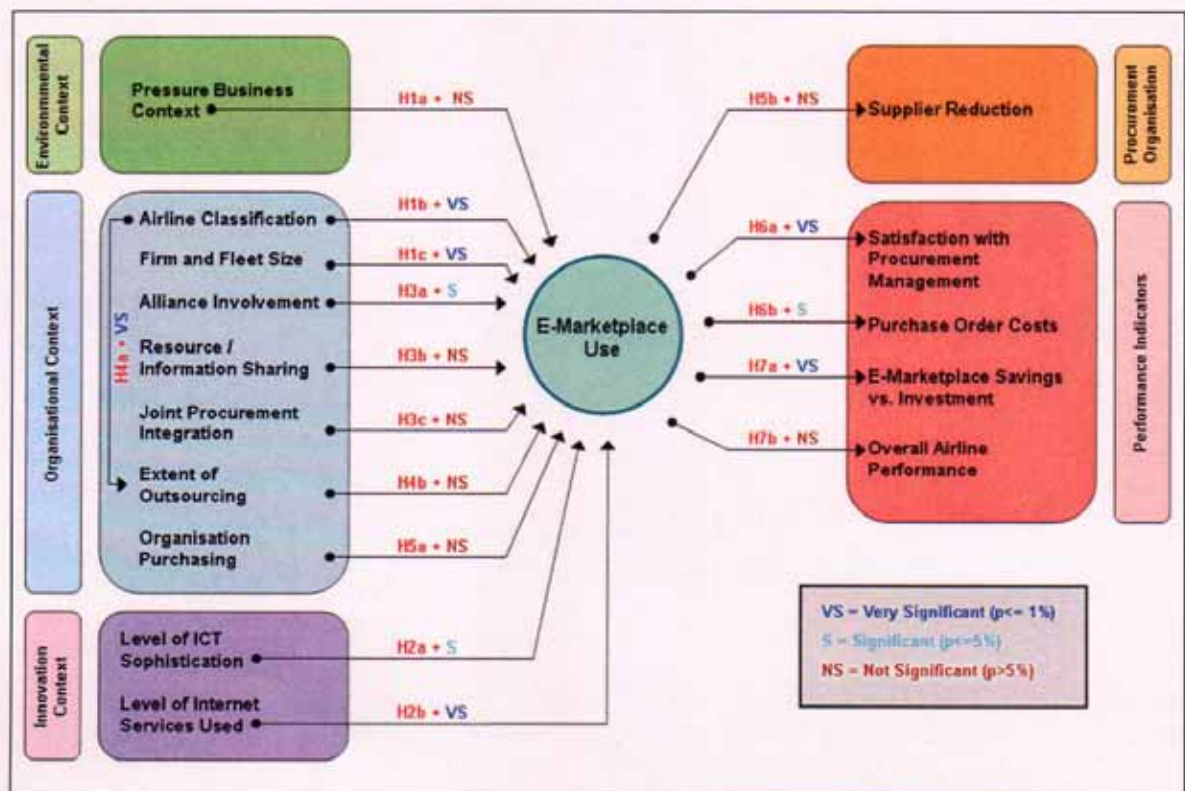 Environmental
Context
Pressure Business
Context
H1a + NS
H5b + NS
Supplier Reduction
Procurement
Organisation
Organisational Context
Airline Classification
H1b + VS
Firm and Fleet Size
H1c + VS
Alliance Involvement
H3a + S
H4a + VS
Resource /
Information Sharing
H3b + NS
Joint Procurement
Integration
H3c + NS
Extent of
Outsourcing
H4b + NS
Organisation
Purchasing
H5a + NS
E-Marketplace
Use
H6a + VS
Satisfaction with
Procurement
Management
H6b + S
Purchase Order Costs
H7a + VS
E-Marketplace Savings
vs. Investment
H7b + NS
Overall Airline
Performance
Performance Indicators
Innovation
Context
Level of ICT
Sophistication
H2a + S
Level of Internet
Services Used
H2b + VS
VS = Very Significant (p<= 1%)
S = Significant (p<=5%)
NS = Not Significant (p>5%)